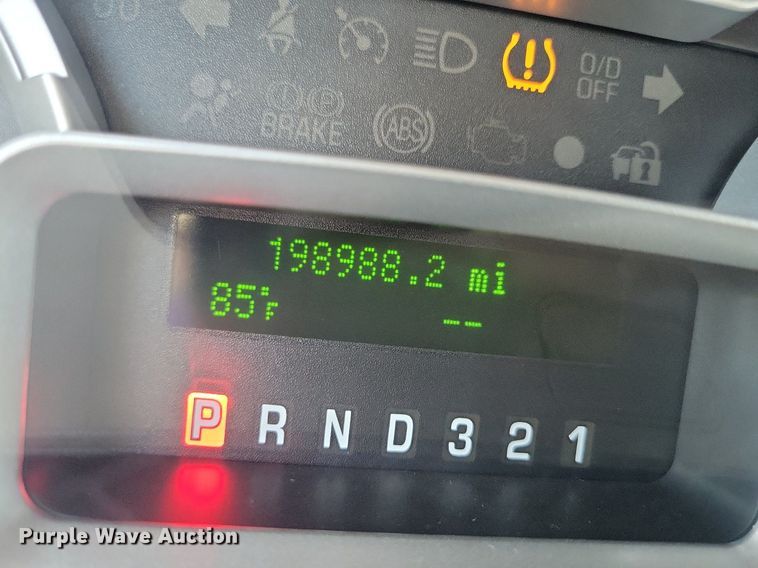 O/D
OFF
BRAKE
ABS
198988.2 mi
85°F
--
P R N D 3 2 1
Purple Wave Auction